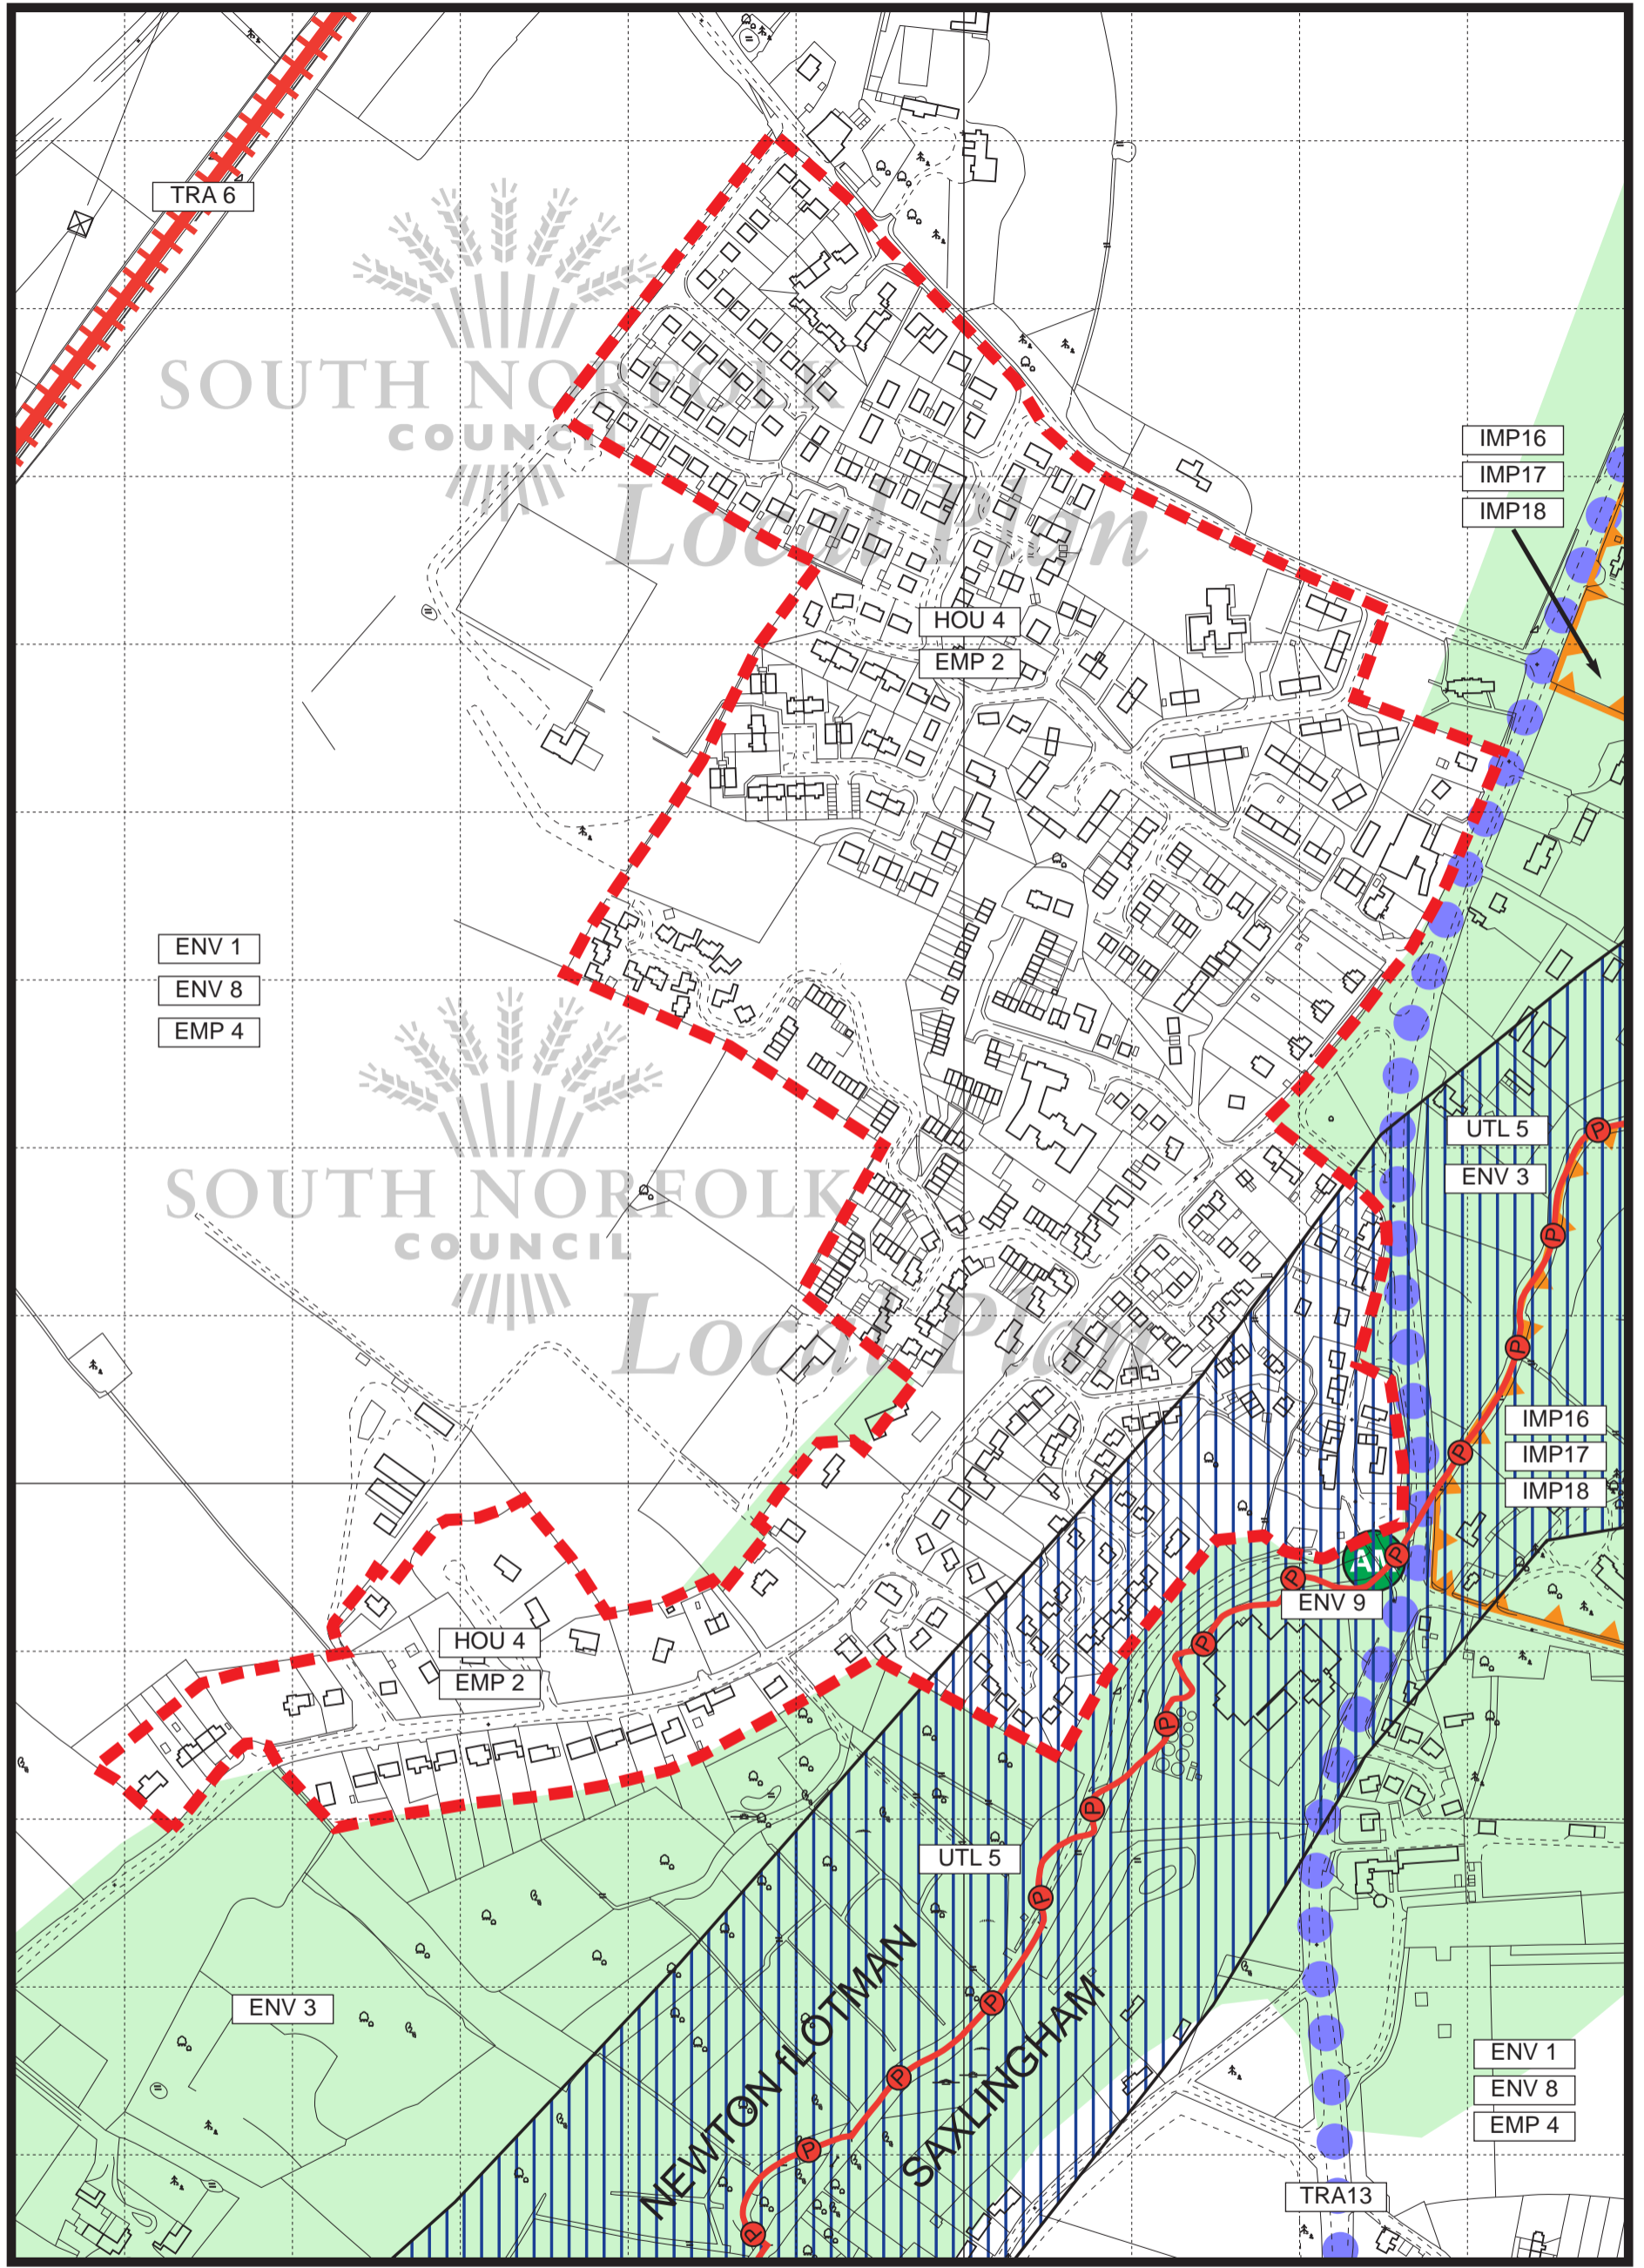 TRA 6
SOUTH NORFOLK
COUNCIL
Local Plan
IMP16
IMP17
IMP18
HOU 4
EMP 2
ENV 1
ENV 8
EMP 4
SOUTH NORFOLK
COUNCIL
Local Plan
UTL 5
ENV 3
IMP16
IMP17
IMP18
ENV 9
HOU 4
EMP 2
UTL 5
NEWTON fLOTMAN
SAXLINGHAM
ENV 3
ENV 1
ENV 8
EMP 4
TRA13
P
P
P
P
P
P
P
P
P
P
P
P
P
P